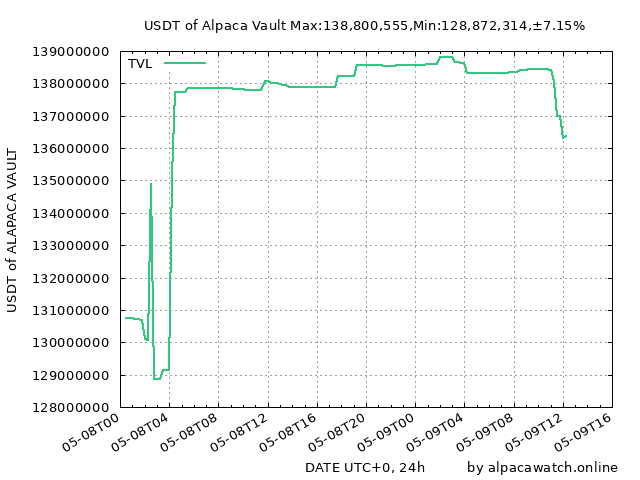 USDT of Alpaca Vault Max:138,800,555,Min:128,872,314,±7.15%
139000000
TVL
138000000
137000000
136000000
135000000
134000000
133000000
132000000
131000000
130000000
129000000
128000000
USDT of ALAPACA VAULT
05-08T00
05-08T04
05-08T08
05-08T12
05-08T16
05-08T20
05-09T00
05-09T04
05-09T08
05-09T12
05-09T16
DATE UTC+0, 24h
by alpacawatch.online